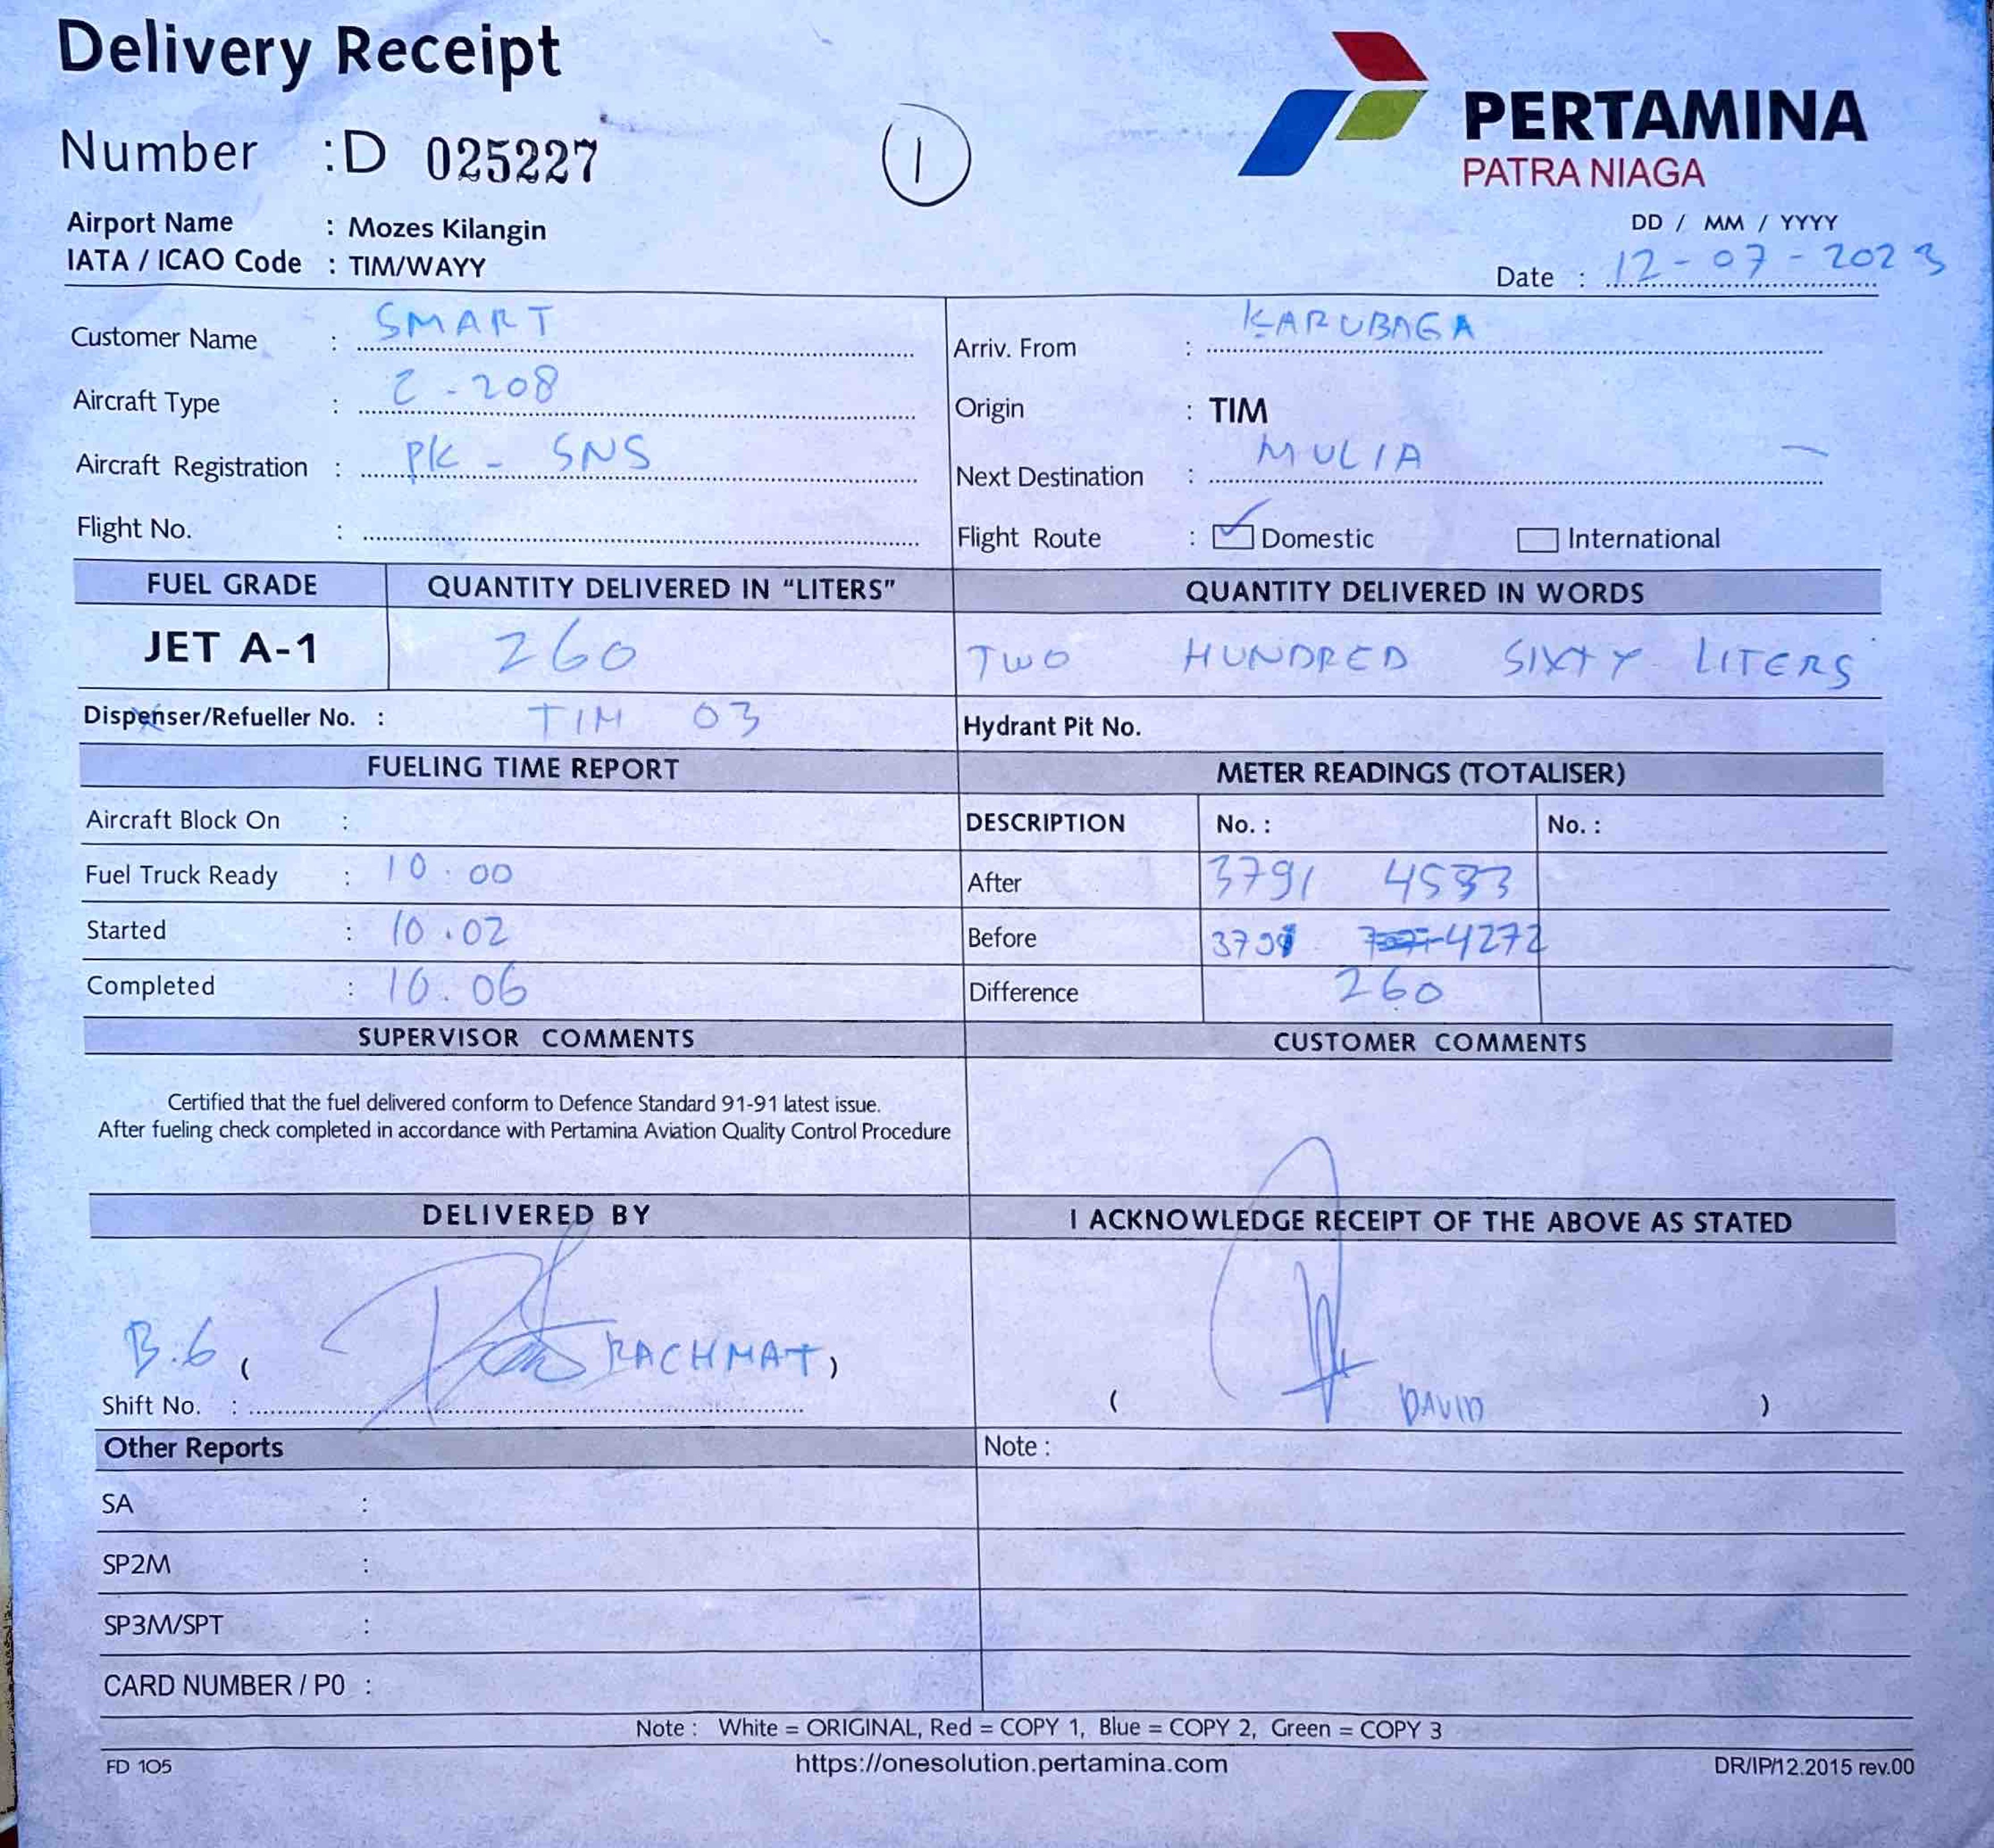 Delivery Receipt
Number : D 025227
1
PERTAMINA
PATRA NIAGA
Airport Name : Mozes Kilangin
IATA / ICAO Code : TIM/WAYY
DD / MM / YYYY
Date : 12-07-2023
Customer Name : SMART
Arriv. From : KARUBAGA
Aircraft Type : C-208
Origin : TIM
Aircraft Registration : PK - SNS
Next Destination : MULIA
Flight No. :
Flight Route : Domestic International
FUEL GRADE QUANTITY DELIVERED IN "LITERS" QUANTITY DELIVERED IN WORDS
JET A-1 260 TWO HUNDRED SIXTY LITERS
Dispenser/Refueller No. : TIM 03 Hydrant Pit No.
FUELING TIME REPORT METER READINGS (TOTALISER)
Aircraft Block On : DESCRIPTION No. : No. :
Fuel Truck Ready : 10.00 After 3791
Started : 10.02 Before 4272
Completed : 10.06 Difference 260
SUPERVISOR COMMENTS CUSTOMER COMMENTS
Certified that the fuel delivered conform to Defence Standard 91-91 latest issue.
After fueling check completed in accordance with Pertamina Aviation Quality Control Procedure
DELIVERED BY I ACKNOWLEDGE RECEIPT OF THE ABOVE AS STATED
B.6 ( RACHMAT )
Shift No. : ( DAVID )
Other Reports Note :
SA :
SP2M :
SP3M/SPT :
CARD NUMBER / P0 :
Note : White = ORIGINAL, Red = COPY 1, Blue = COPY 2, Green = COPY 3
FD 105 https://onesolution.pertamina.com DR/IP/12.2015 rev.00